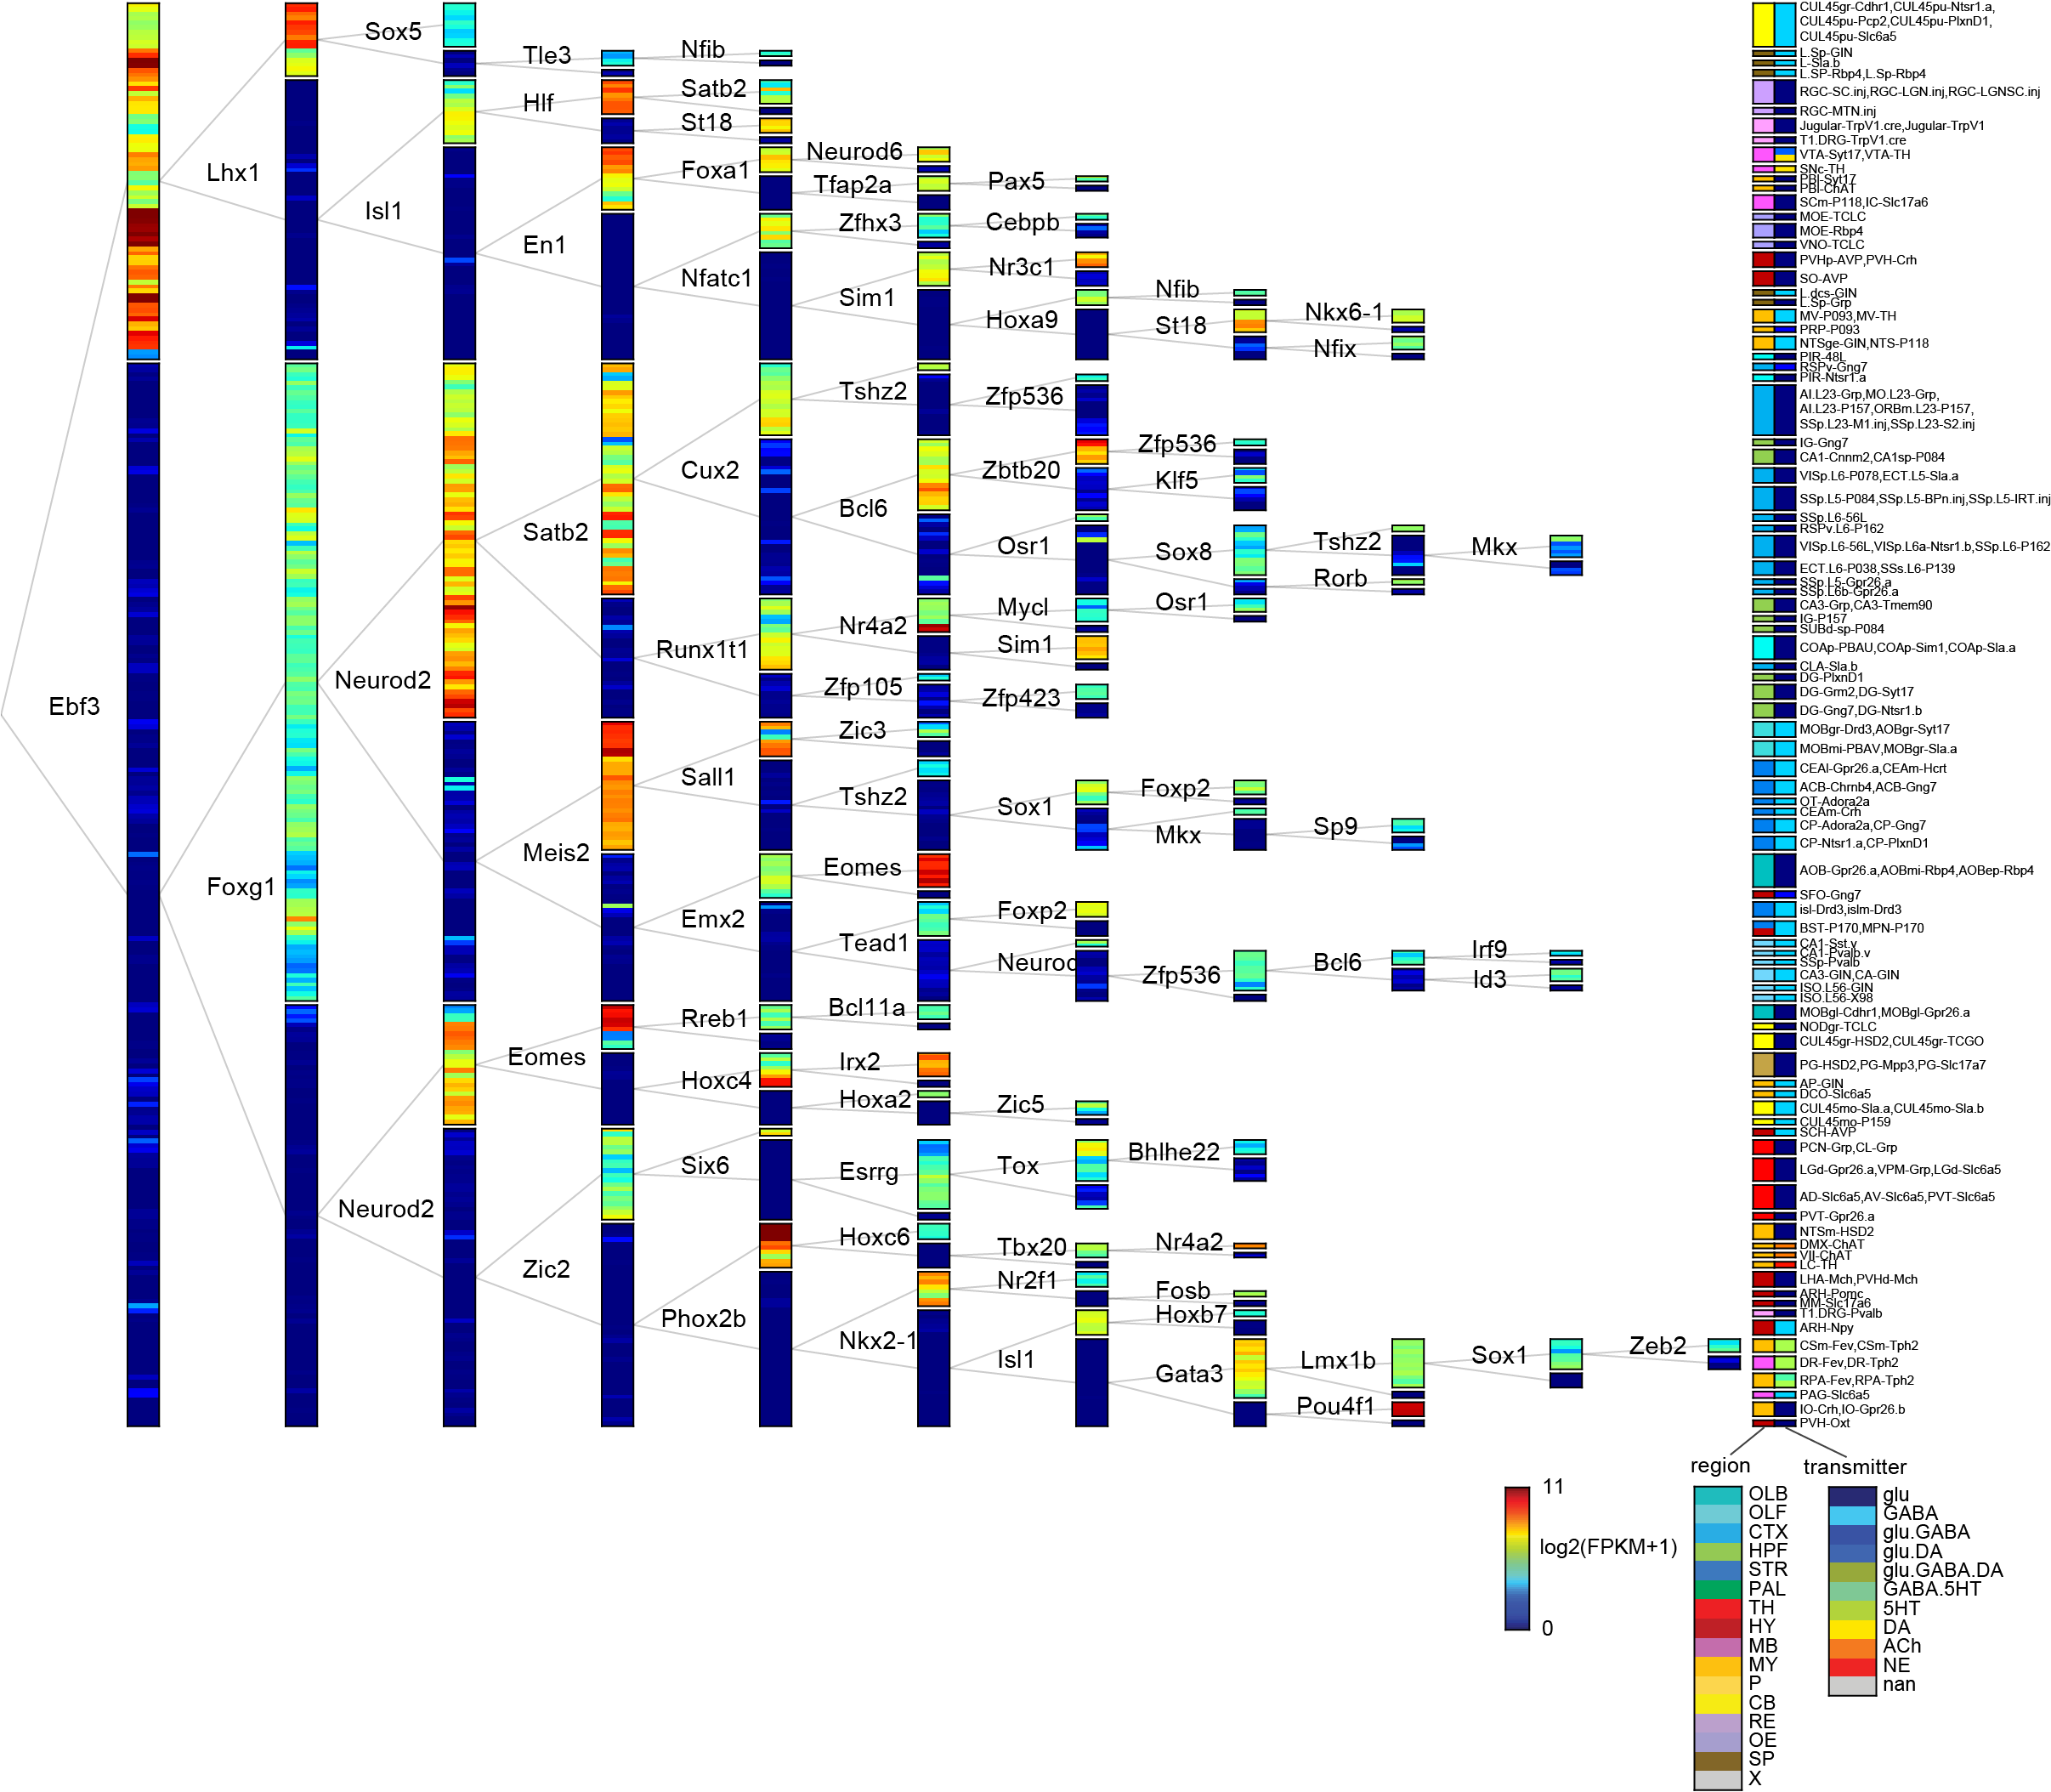 Ebf3
Lhx1
Foxg1
Sox5
Isl1
Neurod2
Neurod2
Tle3
Hlf
En1
Satb2
Meis2
Eomes
Zic2
Nfib
Satb2
St18
Foxa1
Nfatc1
Cux2
Runx1t1
Sall1
Emx2
Rreb1
Hoxc4
Six6
Phox2b
Neurod6
Tfap2a
Zfhx3
Sim1
Tshz2
Bcl6
Nr4a2
Zfp105
Zic3
Tshz2
Eomes
Tead1
Bcl11a
Irx2
Hoxa2
Esrrg
Hoxc6
Nkx2-1
Pax5
Cebpb
Nr3c1
Hoxa9
Zfp536
Zbtb20
Osr1
Mycl
Sim1
Zfp423
Sox1
Foxp2
Neurod
Zic5
Tox
Tbx20
Nr2f1
Isl1
Nfib
St18
Zfp536
Klf5
Sox8
Osr1
Foxp2
Mkx
Zfp536
Bhlhe22
Nr4a2
Fosb
Hoxb7
Gata3
Nkx6-1
Nfix
Tshz2
Rorb
Sp9
Bcl6
Lmx1b
Pou4f1
Mkx
Irf9
Id3
Sox1
Zeb2
CUL45gr-Cdhr1,CUL45pu-Ntsr1.a,
CUL45pu-Pcp2,CUL45pu-PlxnD1,
CUL45pu-Slc6a5
L.Sp-GIN
L-Sla.b
L.SP-Rbp4,L.Sp-Rbp4
RGC-SC.inj,RGC-LGN.inj,RGC-LGNSC.inj
RGC-MTN.inj
Jugular-TrpV1.cre,Jugular-TrpV1
T1.DRG-TrpV1.cre
VTA-Syt17,VTA-TH
SNc-TH
PBl-Syt17
PBl-ChAT
SCm-P118,IC-Slc17a6
MOE-TCLC
MOE-Rbp4
VNO-TCLC
PVHp-AVP,PVH-Crh
SO-AVP
L.dcs-GIN
L.Sp-Grp
MV-P093,MV-TH
PRP-P093
NTSge-GIN,NTS-P118
PIR-48L
RSPv-Gng7
PIR-Ntsr1.a
AI.L23-Grp,MO.L23-Grp,
AI.L23-P157,ORBm.L23-P157,
SSp.L23-M1.inj,SSp.L23-S2.inj
IG-Gng7
CA1-Cnnm2,CA1sp-P084
VISp.L6-P078,ECT.L5-Sla.a
SSp.L5-P084,SSp.L5-BPn.inj,SSp.L5-IRT.inj
SSp.L6-56L
RSPv.L6-P162
VISp.L6-56L,VISp.L6a-Ntsr1.b,SSp.L6-P162
ECT.L6-P038,SSs.L6-P139
SSp.L5-Gpr26.a
SSp.L6b-Gpr26.a
CA3-Grp,CA3-Tmem90
IG-P157
SUBd-sp-P084
COAp-PBAU,COAp-Sim1,COAp-Sla.a
CLA-Sla.b
DG-PlxnD1
DG-Grm2,DG-Syt17
DG-Gng7,DG-Ntsr1.b
MOBgr-Drd3,AOBgr-Syt17
MOBmi-PBAV,MOBgr-Sla.a
CEAl-Gpr26.a,CEAm-Hcrt
ACB-Chrnb4,ACB-Gng7
OT-Adora2a
CEAm-Crh
CP-Adora2a,CP-Gng7
CP-Ntsr1.a,CP-PlxnD1
AOB-Gpr26.a,AOBmi-Rbp4,AOBep-Rbp4
SFO-Gng7
isl-Drd3,islm-Drd3
BST-P170,MPN-P170
CA1-Sst.v
CA1-Pvalb.v
SSp-Pvalb
CA3-GIN,CA-GIN
ISO.L56-GIN
ISO.L56-X98
MOBgl-Cdhr1,MOBgl-Gpr26.a
NODgr-TCLC
CUL45gr-HSD2,CUL45gr-TCGO
PG-HSD2,PG-Mpp3,PG-Slc17a7
AP-GIN
DCO-Slc6a5
CUL45mo-Sla.a,CUL45mo-Sla.b
CUL45mo-P159
SCH-AVP
PCN-Grp,CL-Grp
LGd-Gpr26.a,VPM-Grp,LGd-Slc6a5
AD-Slc6a5,AV-Slc6a5,PVT-Slc6a5
PVT-Gpr26.a
NTSm-HSD2
DMX-ChAT
VII-ChAT
LC-TH
LHA-Mch,PVHd-Mch
ARH-Pomc
MM-Slc17a6
T1.DRG-Pvalb
ARH-Npy
CSm-Fev,CSm-Tph2
DR-Fev,DR-Tph2
RPA-Fev,RPA-Tph2
PAG-Slc6a5
IO-Crh,IO-Gpr26.b
PVH-Oxt
11
log2(FPKM+1)
0
region
OLB
OLF
CTX
HPF
STR
PAL
TH
HY
MB
MY
P
CB
RE
OE
SP
X
transmitter
glu
GABA
glu.GABA
glu.DA
glu.GABA.DA
GABA.5HT
5HT
DA
ACh
NE
nan